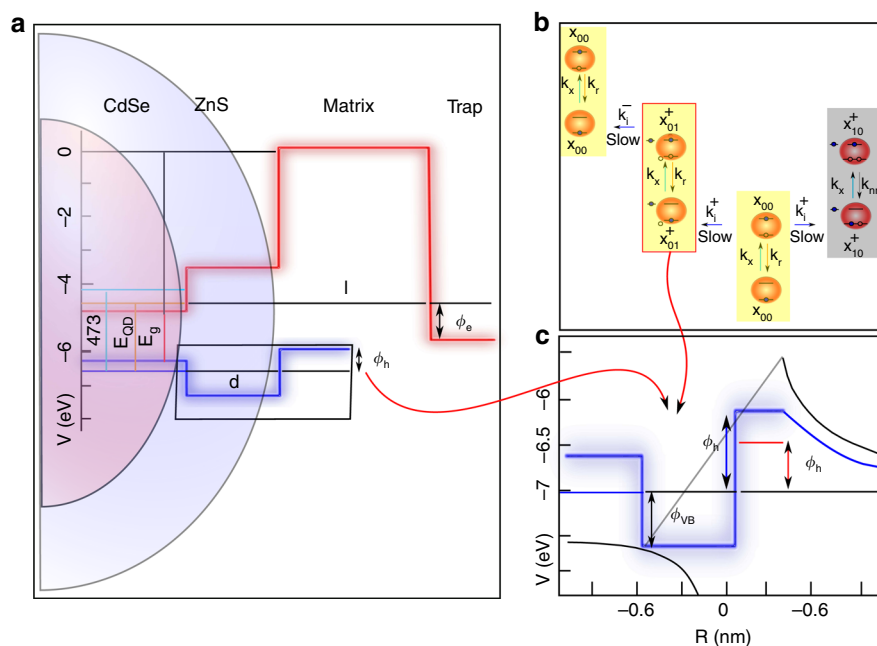 a
CdSe
ZnS
Matrix
Trap
0
−2
−4
−6
V (eV)
473
E_QD
E_g
l
d
ϕ_e
ϕ_h
b
x_00
k_x k_r
x_00
k_i^−
Slow
x_01^+
k_x k_r
x_01^+
k_i^+
Slow
x_00
k_x k_r
k_i^+
Slow
x_10^+
k_x k_nr
x_10^+
c
−6
−6.5
−7
V (eV)
ϕ_h
ϕ_h
ϕ_VB
−0.6 0 −0.6
R (nm)